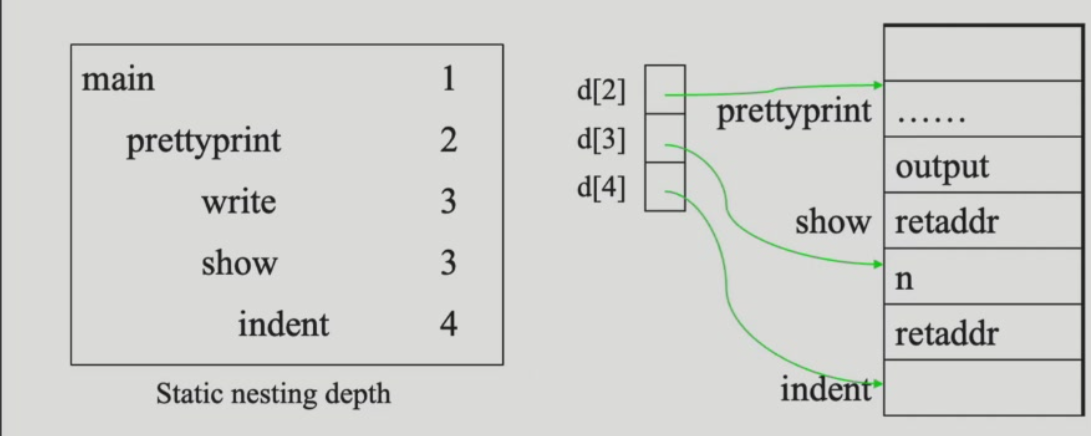 main 1
prettyprint 2
write 3
show 3
indent 4
Static nesting depth
d[2]
d[3]
d[4]
prettyprint
show
indent
......
output
retaddr
n
retaddr